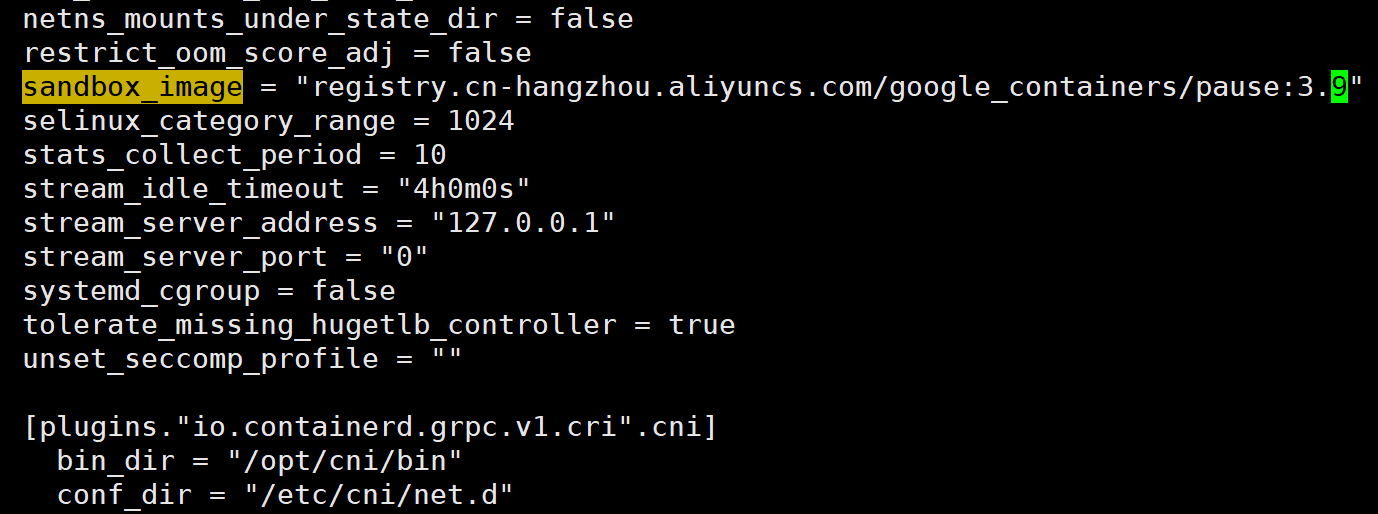 netns_mounts_under_state_dir = false
restrict_oom_score_adj = false
sandbox_image = "registry.cn-hangzhou.aliyuncs.com/google_containers/pause:3.9"
selinux_category_range = 1024
stats_collect_period = 10
stream_idle_timeout = "4h0m0s"
stream_server_address = "127.0.0.1"
stream_server_port = "0"
systemd_cgroup = false
tolerate_missing_hugetlb_controller = true
unset_seccomp_profile = ""
[plugins."io.containerd.grpc.v1.cri".cni]
bin_dir = "/opt/cni/bin"
conf_dir = "/etc/cni/net.d"